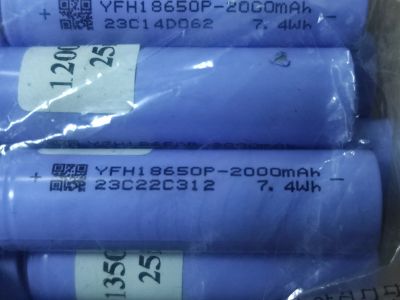 + YFH18650P-2000mAh -
23C14D062 7.4Wh
1200
25
+ YFH18650P-2000mAh -
23C22C312 7.4Wh
1350
25